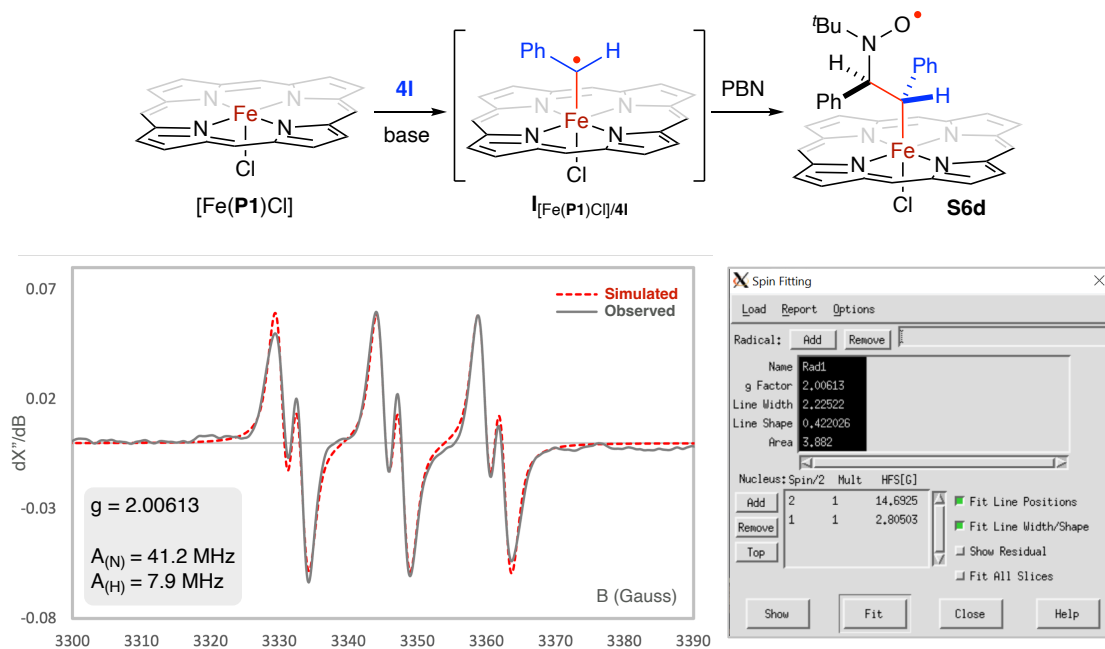 Fe
N
N
N
N
Cl
[Fe(P1)Cl]
4l
base
Ph
H
Fe
N
N
N
N
Cl
I[Fe(P1)Cl]/4l
PBN
tBu
N
O
H
Ph
Ph
H
Fe
N
N
N
N
Cl
S6d
0.07
0.02
-0.03
-0.08
dX”/dB
Simulated
Observed
g = 2.00613
A(N) = 41.2 MHz
A(H) = 7.9 MHz
B (Gauss)
3300 3310 3320 3330 3340 3350 3360 3370 3380 3390
Spin Fitting
Load Report Options
Radical: Add Remove
Name Rad1
g Factor 2.00613
Line Width 2.22522
Line Shape 0.422026
Area 3.882
Nucleus: Spin/2 Mult HFS[G]
Add 2 1 14.6925
Remove 1 1 2.80503
Top
Fit Line Positions
Fit Line Width/Shape
Show Residual
Fit All Slices
Show Fit Close Help